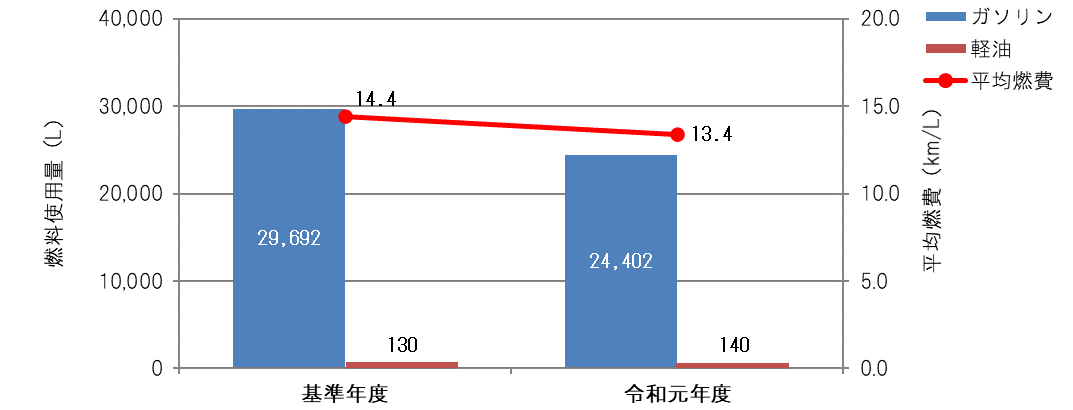 40,000
30,000
20,000
10,000
0
燃料使用量（L）
20.0
15.0
10.0
5.0
0.0
平均燃費（km/L）
ガソリン
軽油
平均燃費
14.4
13.4
29,692
24,402
130
140
基準年度
令和元年度